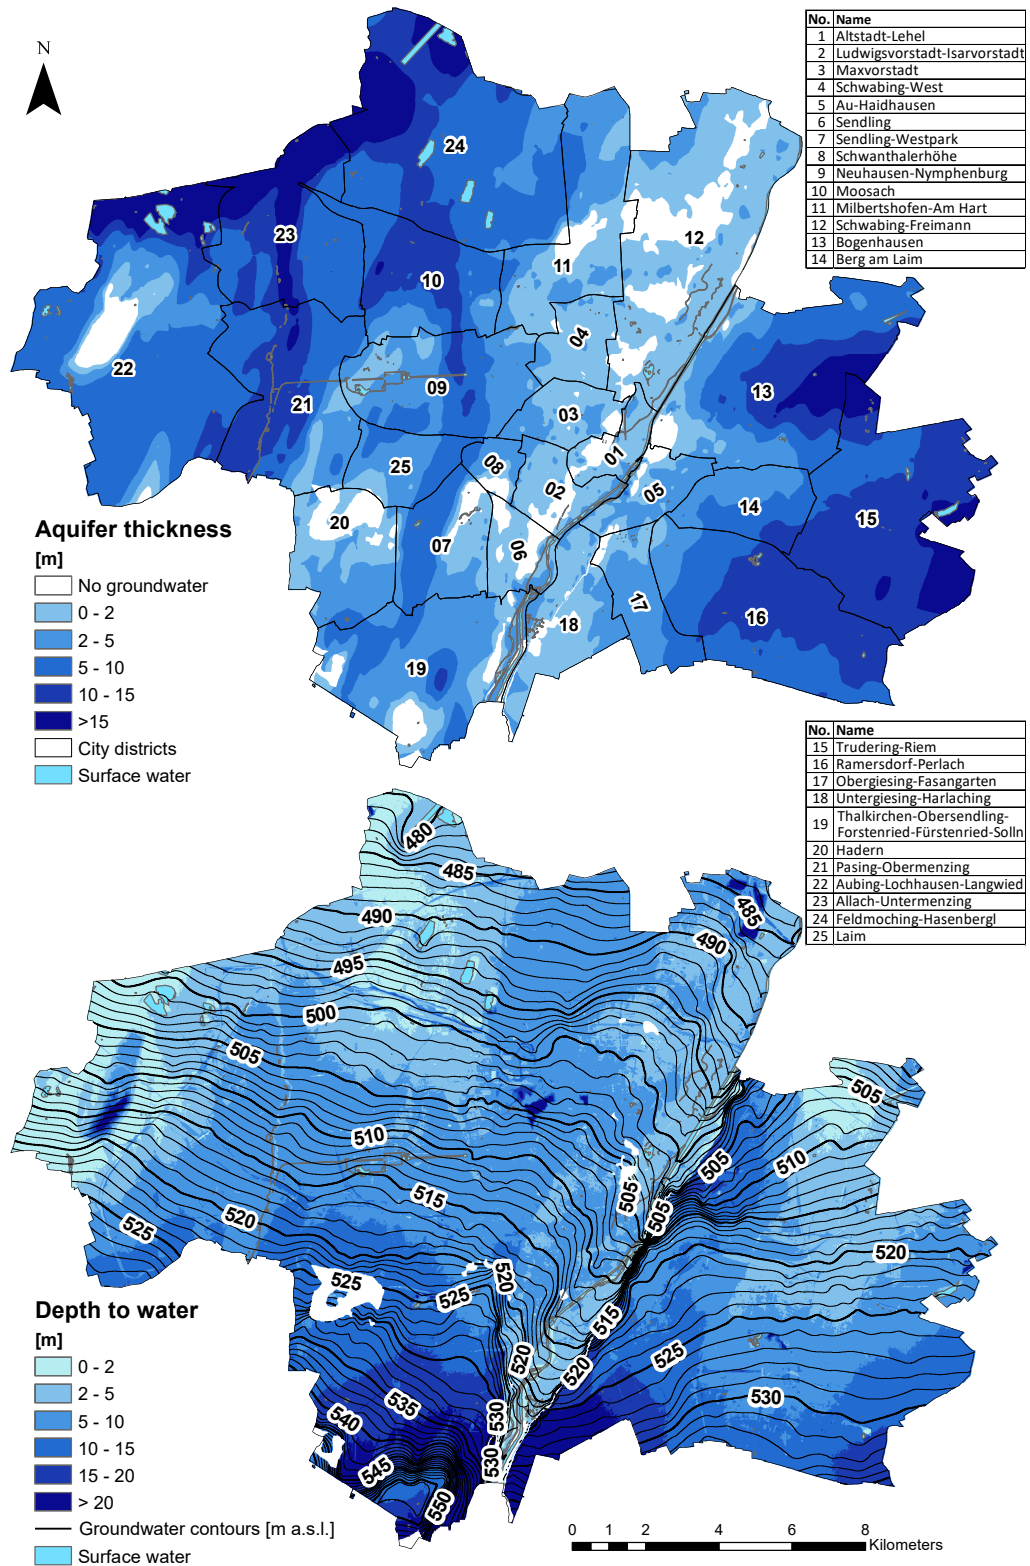 N
No. Name
1 Altstadt-Lehel
2 Ludwigsvorstadt-Isarvorstadt
3 Maxvorstadt
4 Schwabing-West
5 Au-Haidhausen
6 Sendling
7 Sendling-Westpark
8 Schwanthalerhöhe
9 Neuhausen-Nymphenburg
10 Moosach
11 Milbertshofen-Am Hart
12 Schwabing-Freimann
13 Bogenhausen
14 Berg am Laim
24
23
12
11
10
04
22
13
09
21
03
01
25
08
02
05
14
15
20
07
06
17
16
18
19
Aquifer thickness
[m]
No groundwater
0 - 2
2 - 5
5 - 10
10 - 15
>15
City districts
Surface water
No. Name
15 Trudering-Riem
16 Ramersdorf-Perlach
17 Obergiesing-Fasangarten
18 Untergiesing-Harlaching
19 Thalkirchen-Obersendling-
Forstenried-Fürstenried-Solln
20 Hadern
21 Pasing-Obermenzing
22 Aubing-Lochhausen-Langwied
23 Allach-Untermenzing
24 Feldmoching-Hasenbergl
25 Laim
480
485
490
485
490
495
500
505
505
510
505
510
515
505
505
520
525
520
520
525
525
515
520
520
525
530
535
540
530
530
545
550
Depth to water
[m]
0 - 2
2 - 5
5 - 10
10 - 15
15 - 20
> 20
Groundwater contours [m a.s.l.]
Surface water
0 1 2 4 6 8
Kilometers